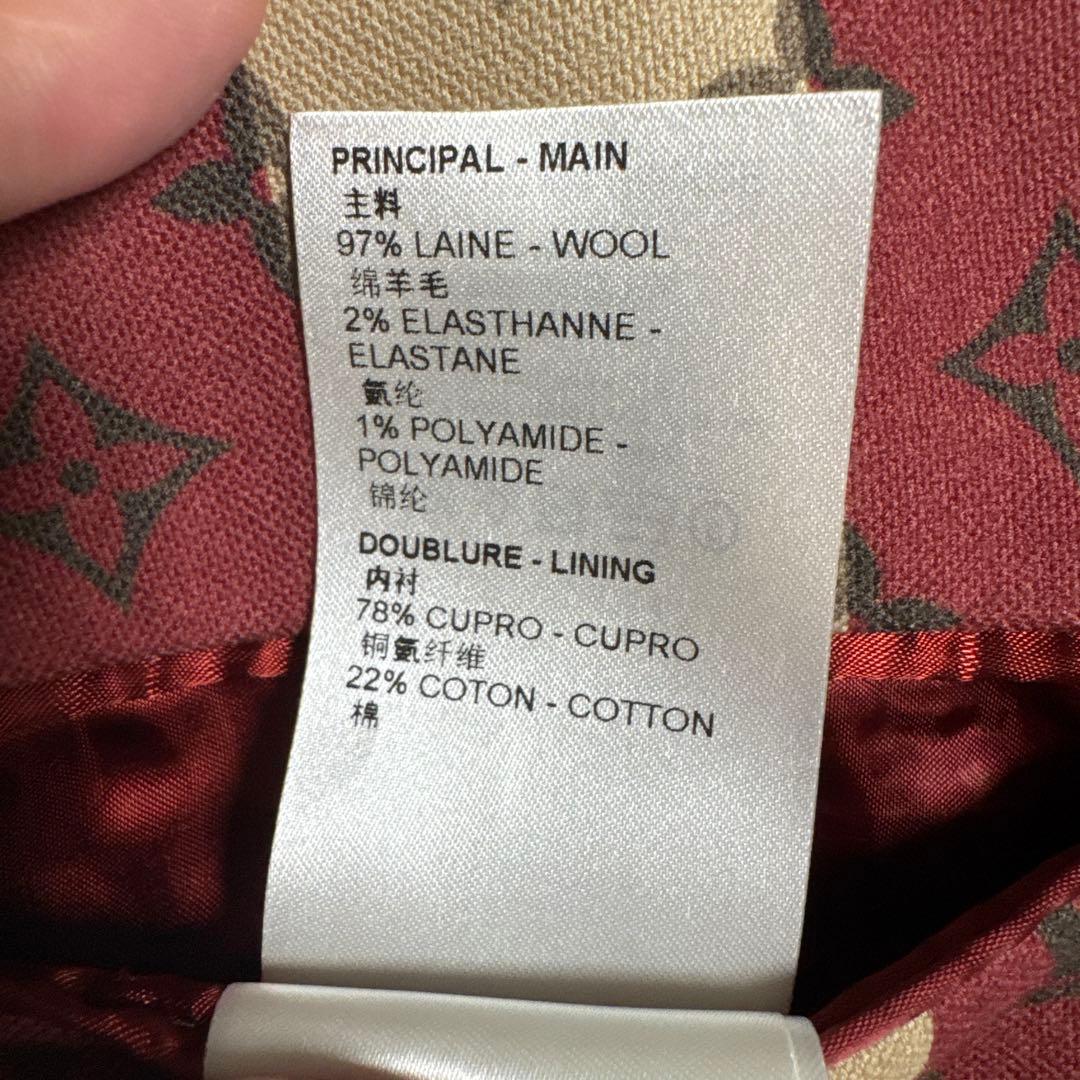 PRINCIPAL - MAIN
主料
97% LAINE - WOOL
绵羊毛
2% ELASTHANNE -
ELASTANE
氨纶
1% POLYAMIDE -
POLYAMIDE
锦纶
DOUBLURE - LINING
内衬
78% CUPRO - CUPRO
铜氨纤维
22% COTON - COTTON
棉